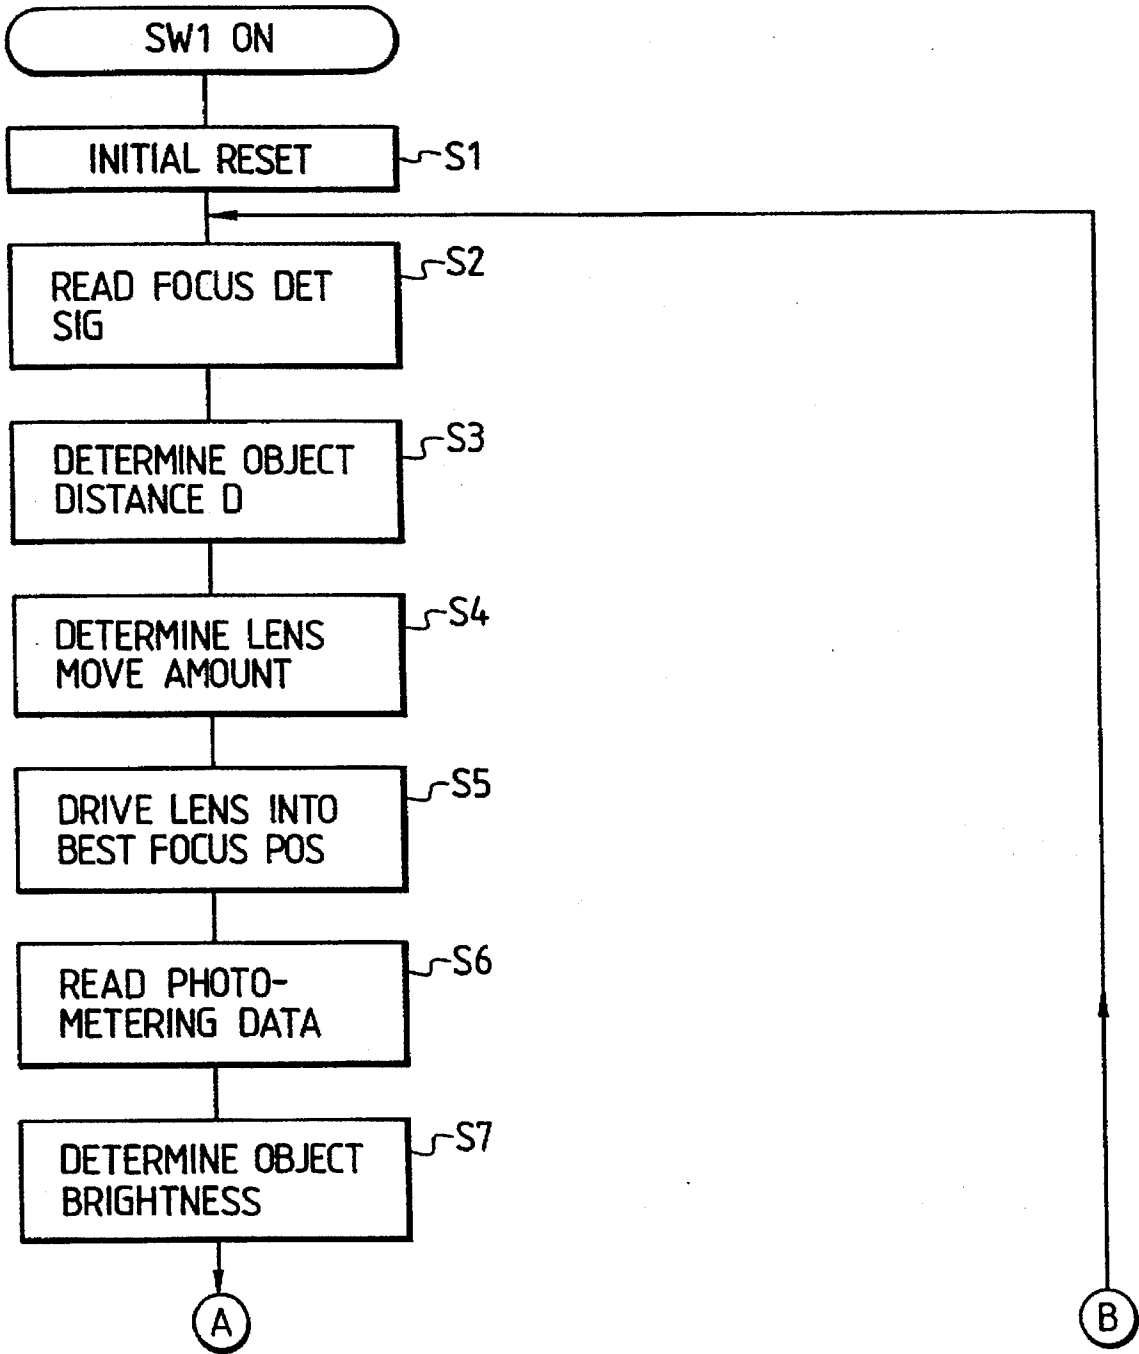 SW1 ON
INITIAL RESET
S1
READ FOCUS DET
SIG
S2
DETERMINE OBJECT
DISTANCE D
S3
DETERMINE LENS
MOVE AMOUNT
S4
DRIVE LENS INTO
BEST FOCUS POS
S5
READ PHOTO-
METERING DATA
S6
DETERMINE OBJECT
BRIGHTNESS
S7
A
B